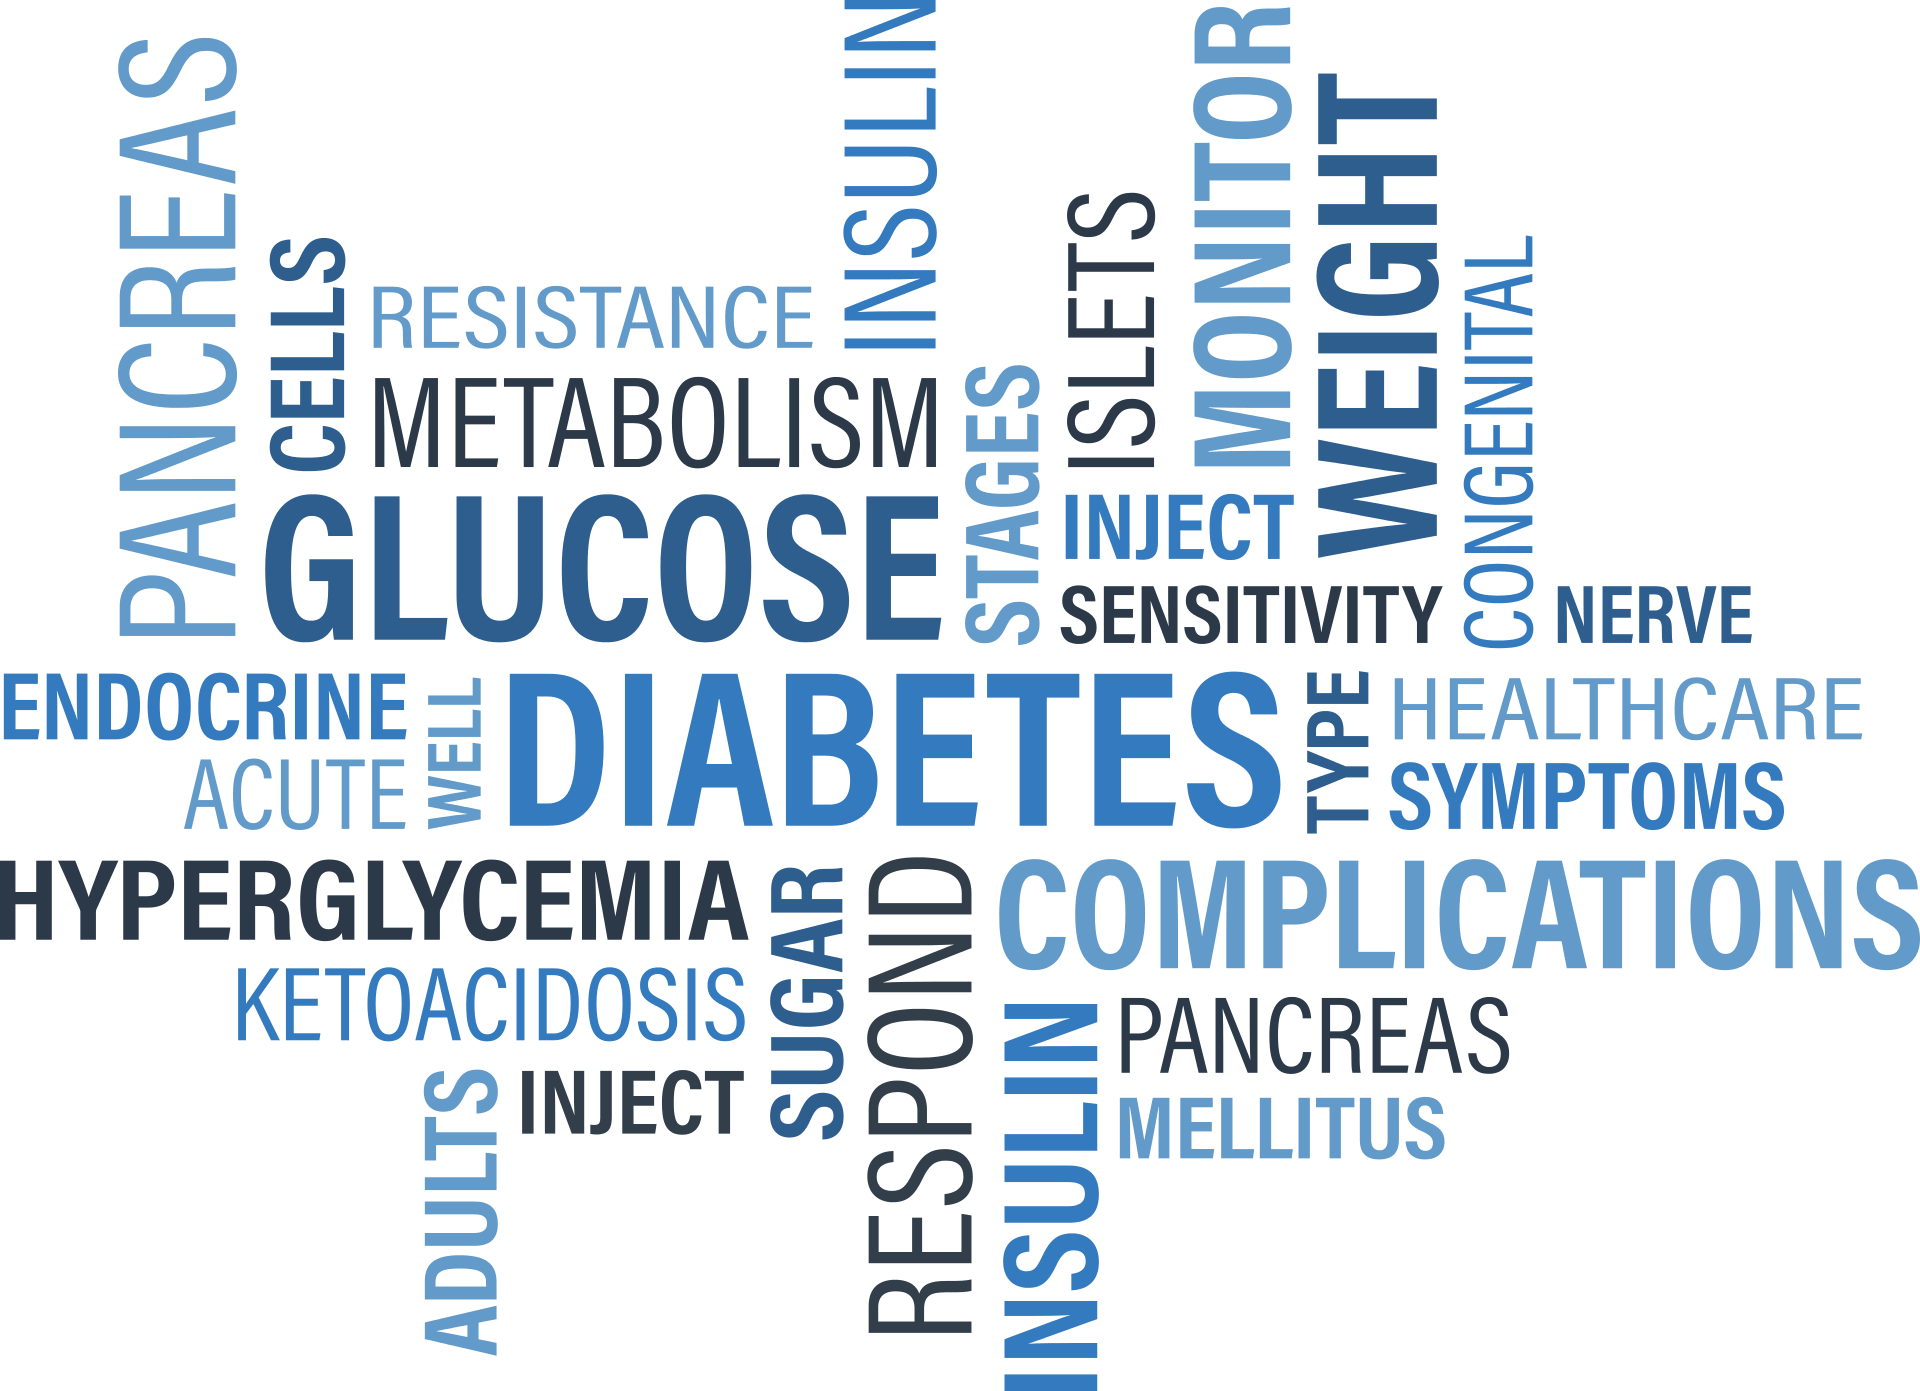 PANCREAS
CELLS
RESISTANCE
INSULIN
METABOLISM
GLUCOSE
STAGES
ISLETS
MONITOR
WEIGHT
CONGENITAL
INJECT
SENSITIVITY
NERVE
ENDOCRINE
ACUTE
WELL
DIABETES
TYPE
HEALTHCARE
SYMPTOMS
HYPERGLYCEMIA
KETOACIDOSIS
ADULTS
INJECT
SUGAR
RESPOND
COMPLICATIONS
INSULIN
PANCREAS
MELLITUS